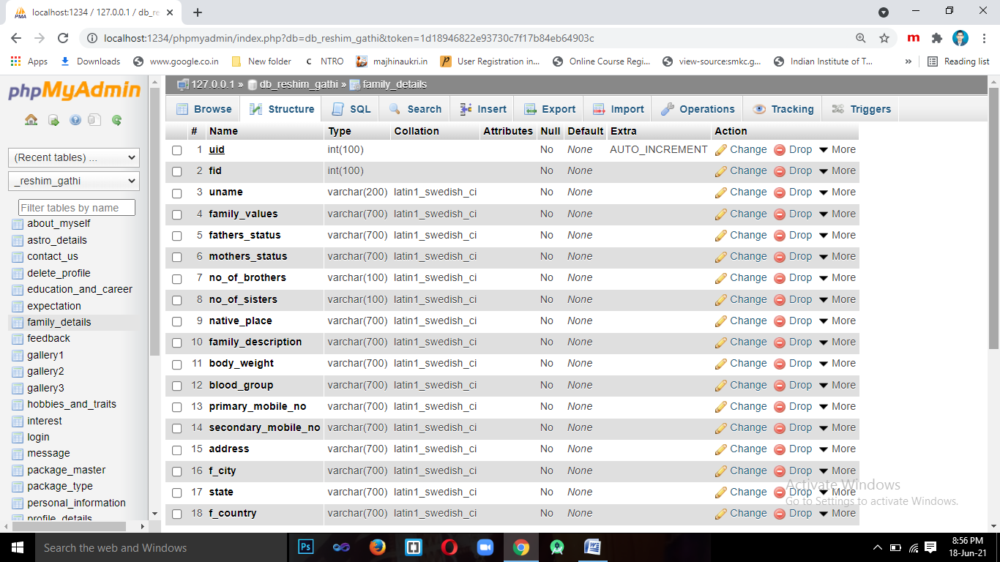 localhost:1234 / 127.0.0.1 / db_re
localhost:1234/phpmyadmin/index.php?db=db_reshim_gathi&token=1d18946822e93730c7f17b84eb64903c
Apps Downloads www.google.co.in New folder NTRO majhinaukri.in User Registration in... Online Course Regi... view-source:smkc.g... Indian Institute of T... » Reading list
phpMyAdmin
(Recent tables) ...
_reshim_gathi
Filter tables by name
about_myself
astro_details
contact_us
delete_profile
education_and_career
expectation
family_details
feedback
gallery1
gallery2
gallery3
hobbies_and_traits
interest
login
message
package_master
package_type
personal_information
profile_details
127.0.0.1 » db_reshim_gathi » family_details
Browse Structure SQL Search Insert Export Import Operations Tracking Triggers
# Name Type Collation Attributes Null Default Extra Action
1 uid int(100) No None AUTO_INCREMENT Change Drop More
2 fid int(100) No None Change Drop More
3 uname varchar(200) latin1_swedish_ci No None Change Drop More
4 family_values varchar(700) latin1_swedish_ci No None Change Drop More
5 fathers_status varchar(700) latin1_swedish_ci No None Change Drop More
6 mothers_status varchar(700) latin1_swedish_ci No None Change Drop More
7 no_of_brothers varchar(100) latin1_swedish_ci No None Change Drop More
8 no_of_sisters varchar(100) latin1_swedish_ci No None Change Drop More
9 native_place varchar(700) latin1_swedish_ci No None Change Drop More
10 family_description varchar(700) latin1_swedish_ci No None Change Drop More
11 body_weight varchar(700) latin1_swedish_ci No None Change Drop More
12 blood_group varchar(700) latin1_swedish_ci No None Change Drop More
13 primary_mobile_no varchar(700) latin1_swedish_ci No None Change Drop More
14 secondary_mobile_no varchar(700) latin1_swedish_ci No None Change Drop More
15 address varchar(700) latin1_swedish_ci No None Change Drop More
16 f_city varchar(700) latin1_swedish_ci No None Change Drop More
17 state varchar(700) latin1_swedish_ci No None Change Drop More
18 f_country varchar(700) latin1_swedish_ci No None Change Drop More
Activate Windows
Go to Settings to activate Windows.
Search the web and Windows
8:56 PM
18-Jun-21